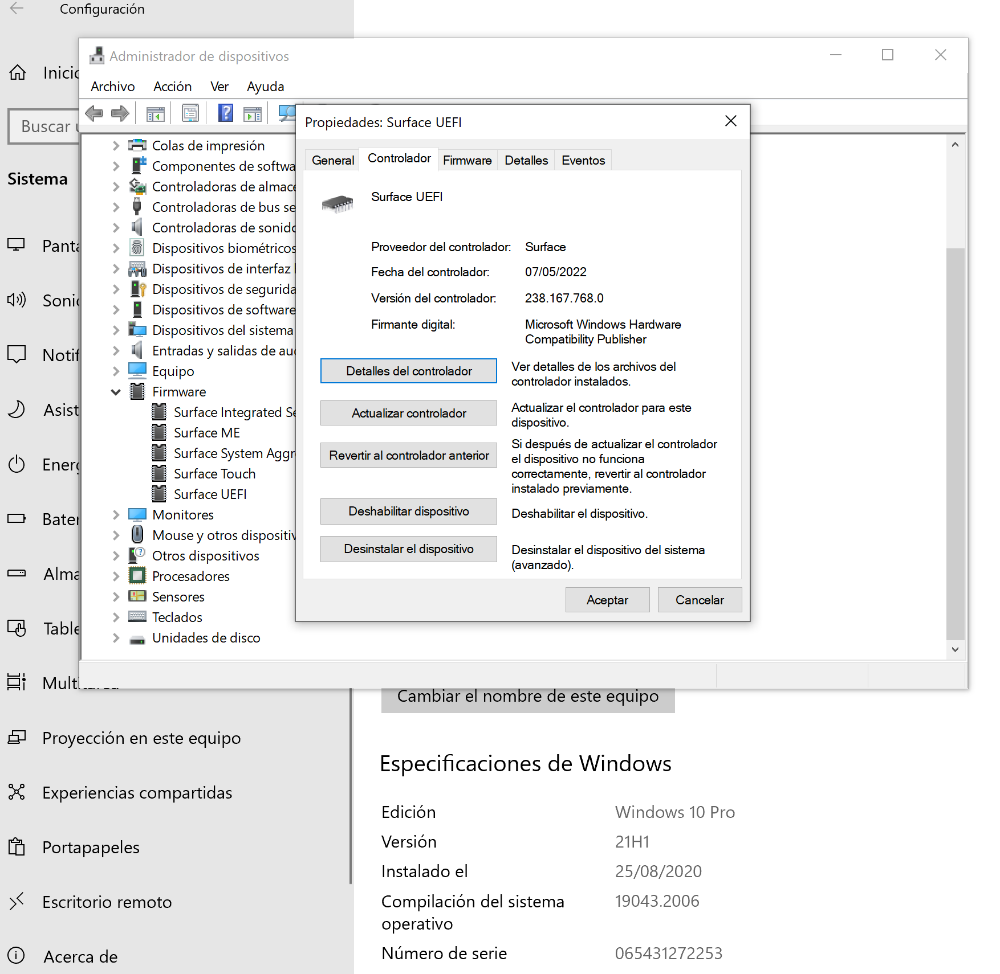 Configuración
Inicio
Buscar u
Sistema
Panta
Sonid
Notif
Asist
Energ
Bater
Alma
Table
Multitarea
Proyección en este equipo
Experiencias compartidas
Portapapeles
Escritorio remoto
Acerca de
Administrador de dispositivos
Archivo Acción Ver Ayuda
Colas de impresión
Componentes de softwa
Controladoras de almace
Controladoras de bus se
Controladoras de sonido
Dispositivos biométricos
Dispositivos de interfaz
Dispositivos de segurida
Dispositivos de software
Dispositivos del sistema
Entradas y salidas de au
Equipo
Firmware
Surface Integrated Se
Surface ME
Surface System Aggr
Surface Touch
Surface UEFI
Monitores
Mouse y otros dispositiv
Otros dispositivos
Procesadores
Sensores
Teclados
Unidades de disco
Propiedades: Surface UEFI
General Controlador Firmware Detalles Eventos
Surface UEFI
Proveedor del controlador: Surface
Fecha del controlador: 07/05/2022
Versión del controlador: 238.167.768.0
Firmante digital: Microsoft Windows Hardware
Compatibility Publisher
Detalles del controlador
Ver detalles de los archivos del
controlador instalados.
Actualizar controlador
Actualizar el controlador para este
dispositivo.
Revertir al controlador anterior
Si después de actualizar el controlador
el dispositivo no funciona
correctamente, revertir al controlador
instalado previamente.
Deshabilitar dispositivo
Deshabilitar el dispositivo.
Desinstalar el dispositivo
Desinstalar el dispositivo del sistema
(avanzado).
Aceptar Cancelar
Cambiar el nombre de este equipo
Especificaciones de Windows
Edición Windows 10 Pro
Versión 21H1
Instalado el 25/08/2020
Compilación del sistema 19043.2006
operativo
Número de serie 065431272253